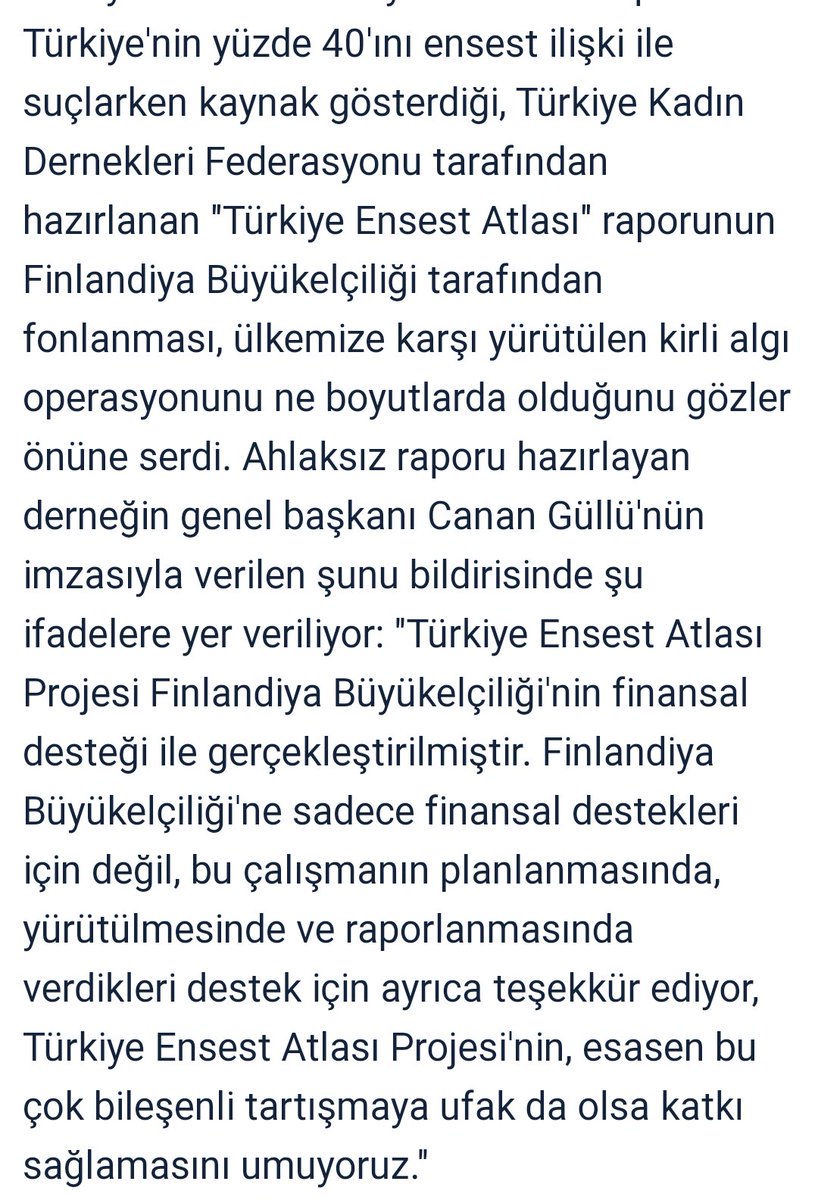 Türkiye'nin yüzde 40'ını ensest ilişki ile
suçlarken kaynak gösterdiği, Türkiye Kadın
Dernekleri Federasyonu tarafından
hazırlanan "Türkiye Ensest Atlası" raporunun
Finlandiya Büyükelçiliği tarafından
fonlanması, ülkemize karşı yürütülen kirli algı
operasyonunu ne boyutlarda olduğunu gözler
önüne serdi. Ahlaksız raporu hazırlayan
derneğin genel başkanı Canan Güllü'nün
imzasıyla verilen şunu bildirisinde şu
ifadelere yer veriliyor: "Türkiye Ensest Atlası
Projesi Finlandiya Büyükelçiliği'nin finansal
desteği ile gerçekleştirilmiştir. Finlandiya
Büyükelçiliği'ne sadece finansal destekleri
için değil, bu çalışmanın planlanmasında,
yürütülmesinde ve raporlanmasında
verdikleri destek için ayrıca teşekkür ediyor,
Türkiye Ensest Atlası Projesi'nin, esasen bu
çok bileşenli tartışmaya ufak da olsa katkı
sağlamasını umuyoruz."